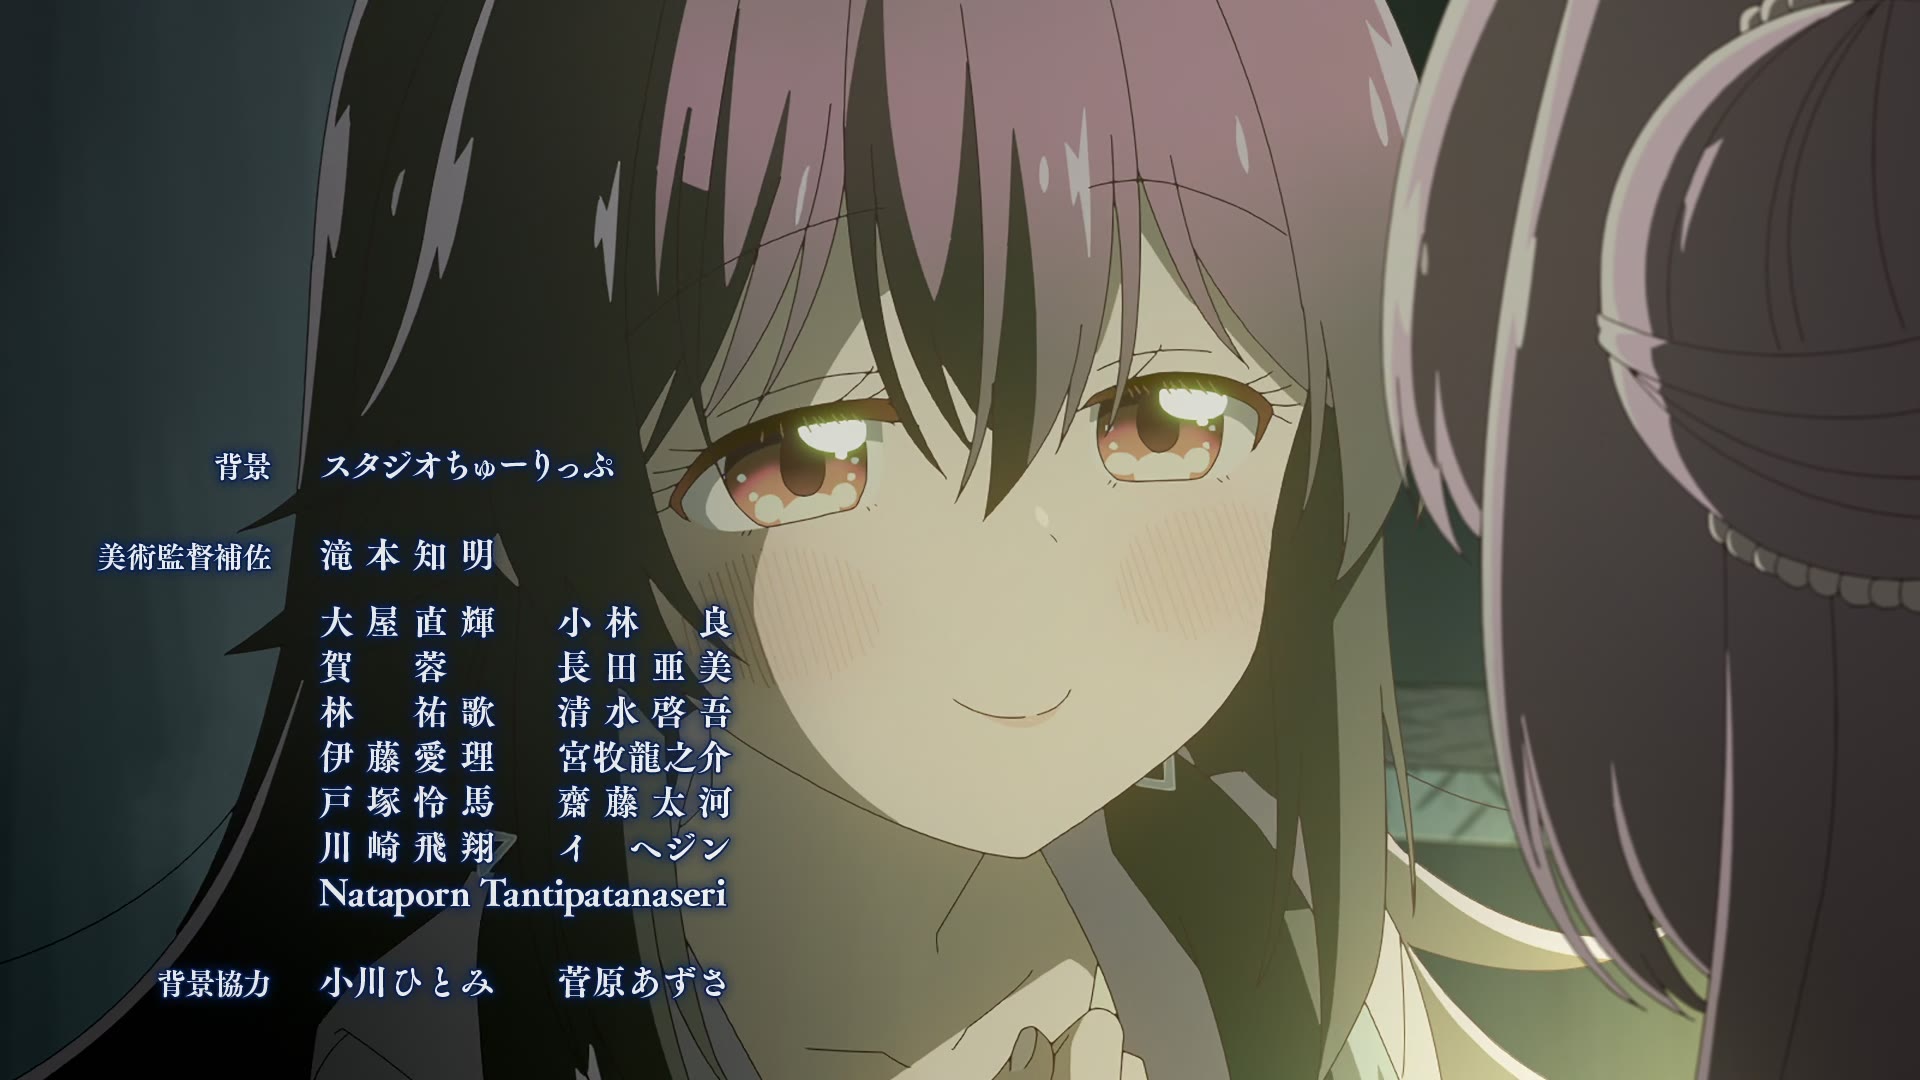 背景 スタジオちゅーりっぷ
美術監督補佐 滝本知明
大屋直輝 小林 良
賀 蓉 長田亜美
林 祐歌 清水啓吾
伊藤愛理 宮牧龍之介
戸塚怜馬 齋藤太河
川崎飛翔 イ ヘジン
Nataporn Tantipatanaseri
背景協力 小川ひとみ 菅原あずさ